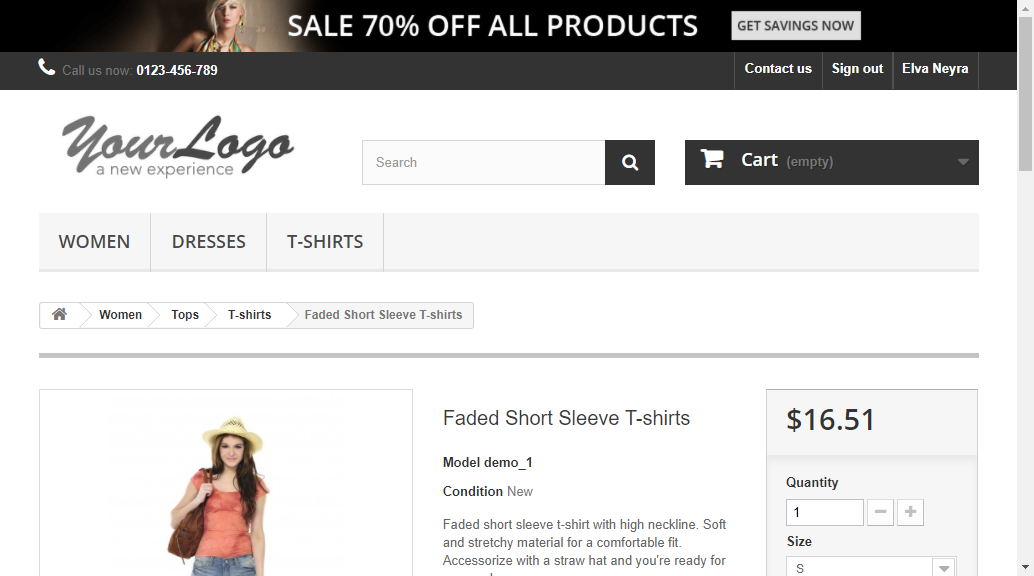 SALE 70% OFF ALL PRODUCTS GET SAVINGS NOW
Call us now: 0123-456-789 Contact us Sign out Elva Neyra
YourLogo
a new experience
Search
Cart (empty)
WOMEN DRESSES T-SHIRTS
Women Tops T-shirts Faded Short Sleeve T-shirts
Faded Short Sleeve T-shirts
Model demo_1
Condition New
Faded short sleeve t-shirt with high neckline. Soft
and stretchy material for a comfortable fit.
Accessorize with a straw hat and you're ready for
$16.51
Quantity
1
Size
S